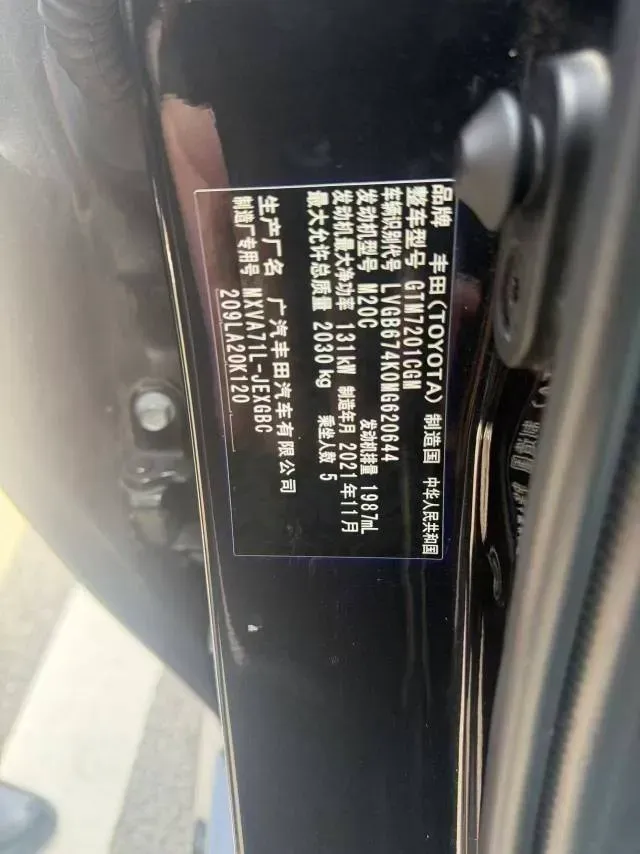 品牌 丰田(TOYOTA) 制造国 中华人民共和国
整车型号 GTM7201CGM
车辆识别代号 LVGB674K0MG620644
发动机型号 M20C 发动机排量 1987mL
发动机最大净功率 131kW 制造年月 2021年11月
最大允许总质量 2030kg 乘坐人数 5
生产厂名 广汽丰田汽车有限公司
制造厂专用号 MXVA71L-JEXGBC
209LA20K120